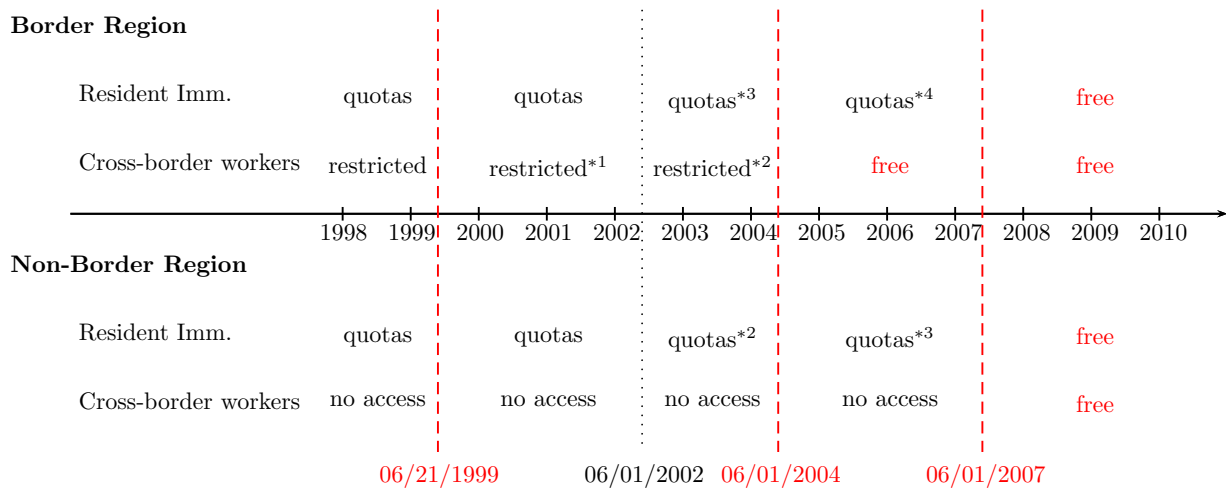 Border Region
Resident Imm. quotas quotas quotas*3 quotas*4 free
Cross-border workers restricted restricted*1 restricted*2 free free
1998 1999 2000 2001 2002 2003 2004 2005 2006 2007 2008 2009 2010
Non-Border Region
Resident Imm. quotas quotas quotas*2 quotas*3 free
Cross-border workers no access no access no access no access free
06/21/1999 06/01/2002 06/01/2004 06/01/2007